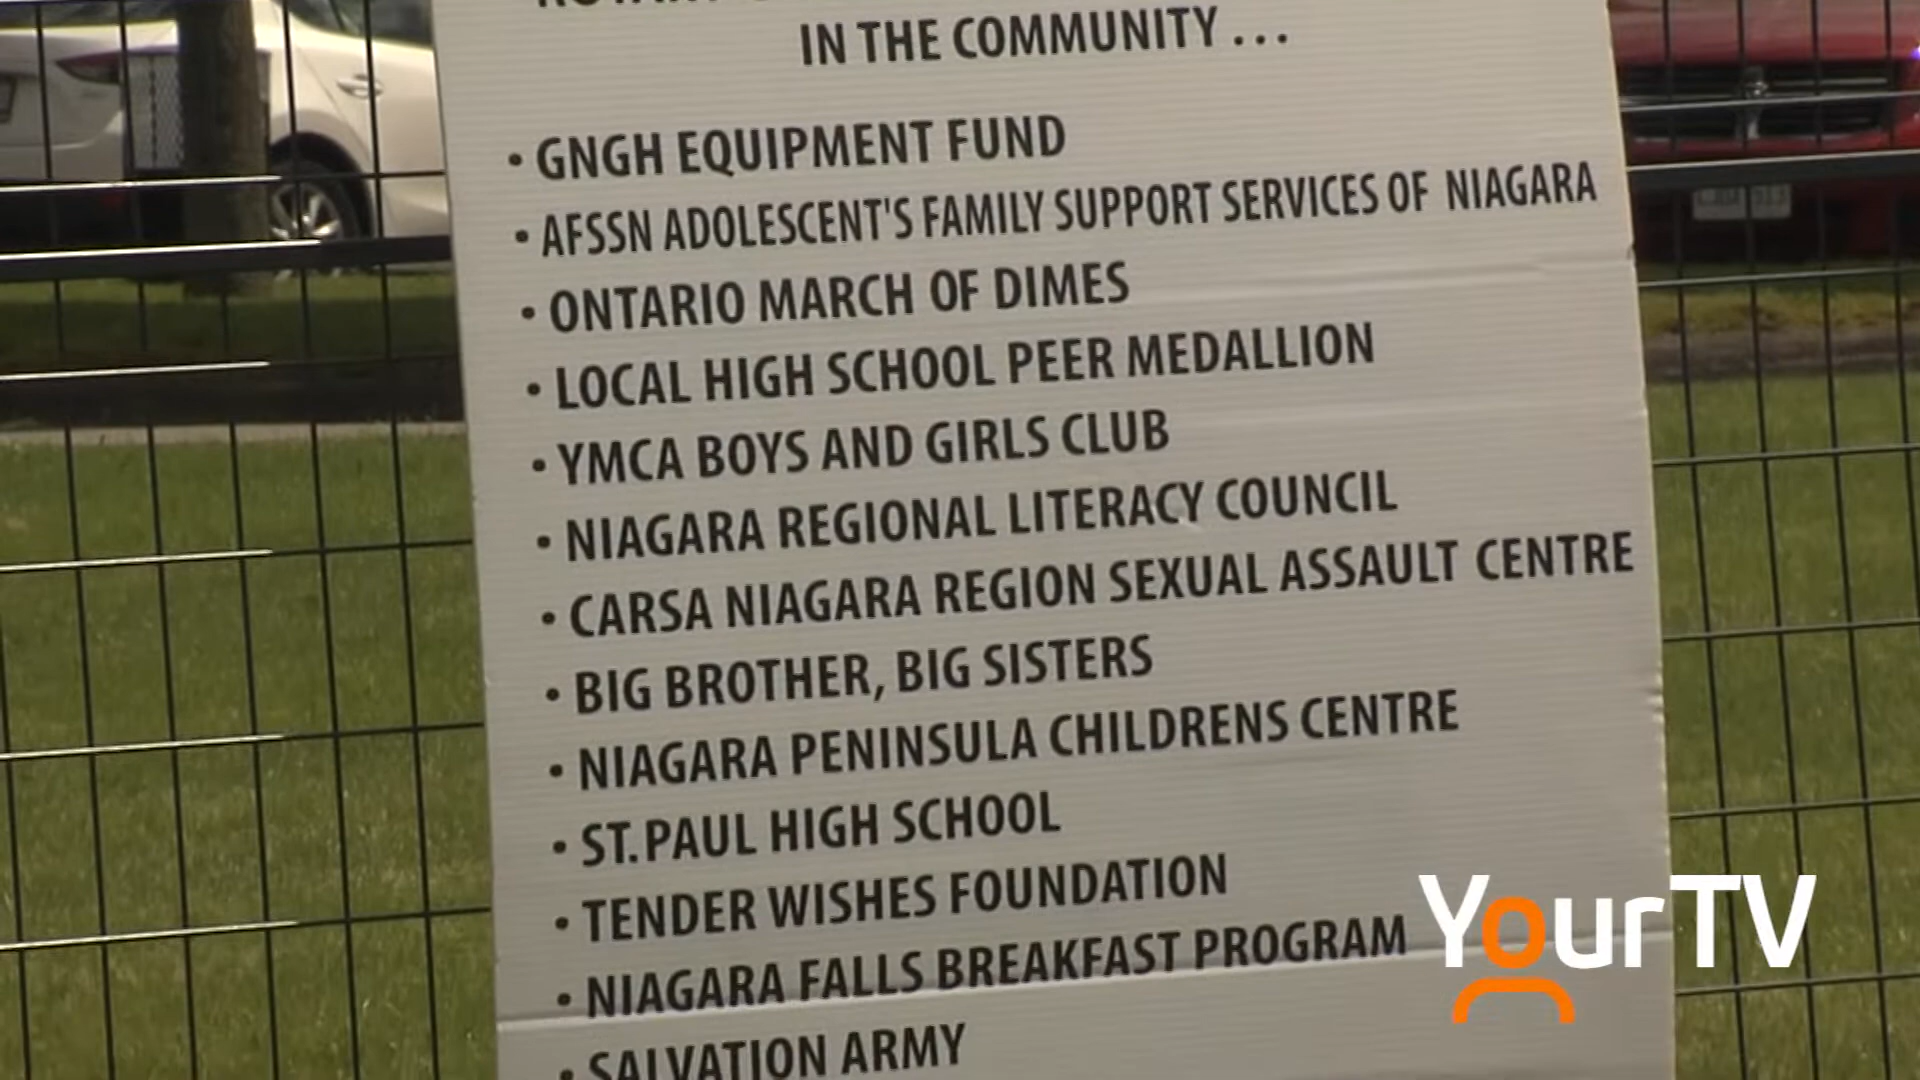 IN THE COMMUNITY . . .
• GNGH EQUIPMENT FUND
• AFSSN ADOLESCENT'S FAMILY SUPPORT SERVICES OF NIAGARA
• ONTARIO MARCH OF DIMES
• LOCAL HIGH SCHOOL PEER MEDALLION
• YMCA BOYS AND GIRLS CLUB
• NIAGARA REGIONAL LITERACY COUNCIL
• CARSA NIAGARA REGION SEXUAL ASSAULT CENTRE
• BIG BROTHER, BIG SISTERS
• NIAGARA PENINSULA CHILDRENS CENTRE
• ST. PAUL HIGH SCHOOL
• TENDER WISHES FOUNDATION
• NIAGARA FALLS BREAKFAST PROGRAM
• SALVATION ARMY
YourTV